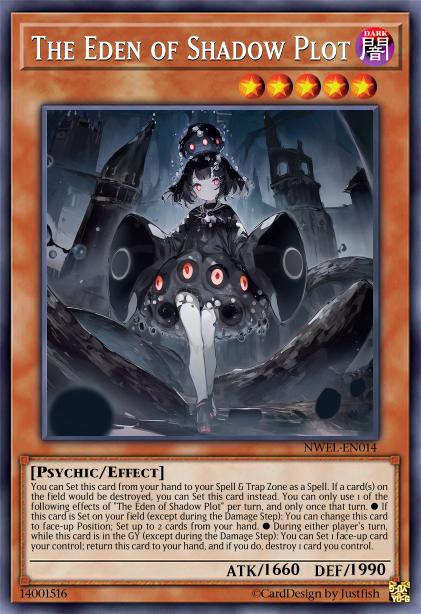 THE EDEN OF SHADOW PLOT
DARK
闇
NWEL-EN014
[PSYCHIC/EFFECT]
You can Set this card from your hand to your Spell & Trap Zone as a Spell. If a card(s) on
the field would be destroyed, you can Set this card instead. You can only use 1 of the
following effects of "The Eden of Shadow Plot" per turn, and only once that turn. ● If
this card is Set on your field (except during the Damage Step): You can change this card
to face-up Position; Set up to 2 cards from your hand. ● During either player's turn,
while this card is in the GY (except during the Damage Step): You can Set 1 face-up card
your control; return this card to your hand, and if you do, destroy 1 card you control.
ATK/1660 DEF/1990
14001516
©CardDesign by Justfish